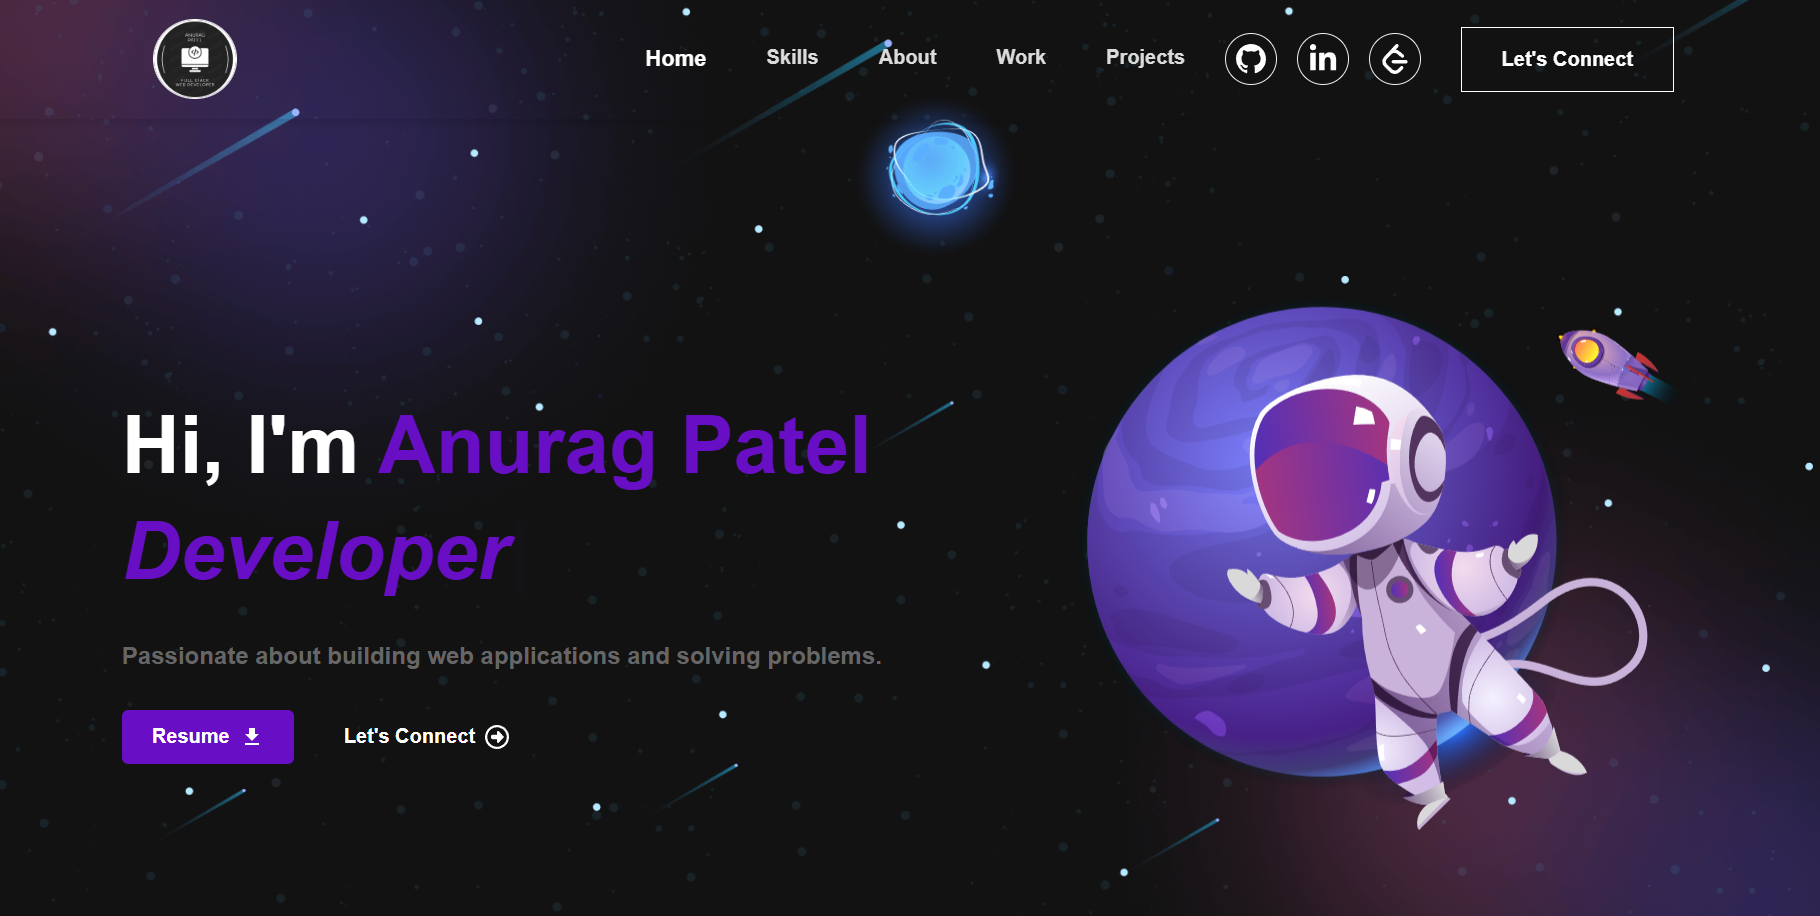 ANURAG
PATEL
FULL STACK
WEB DEVELOPER
Home
Skills
About
Work
Projects
in
Let's Connect
Hi, I'm Anurag Patel
Developer
Passionate about building web applications and solving problems.
Resume
Let's Connect